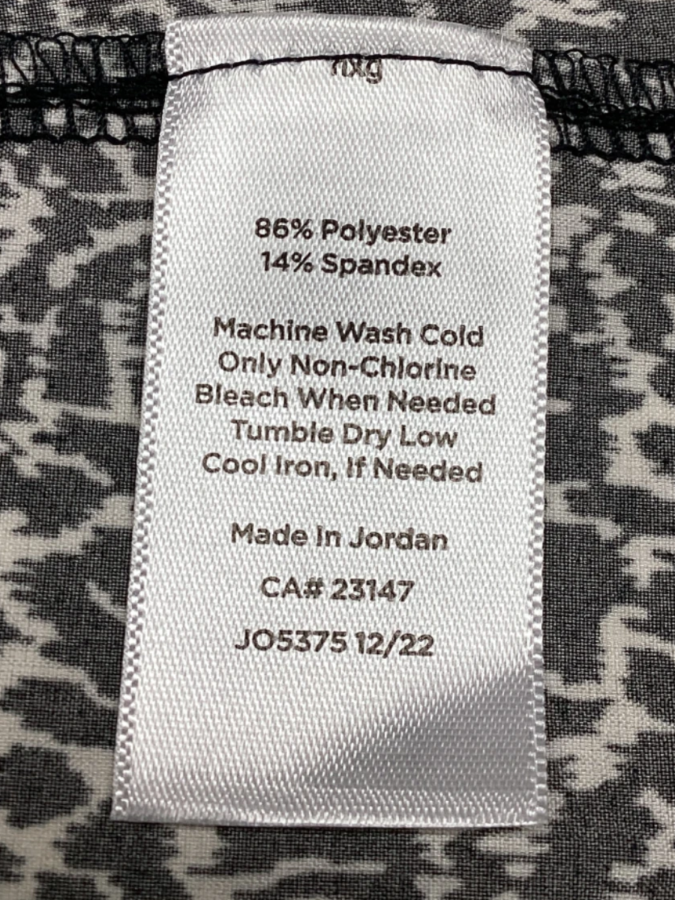 86% Polyester
14% Spandex
Machine Wash Cold
Only Non-Chlorine
Bleach When Needed
Tumble Dry Low
Cool Iron, If Needed
Made In Jordan
CA# 23147
JO5375 12/22